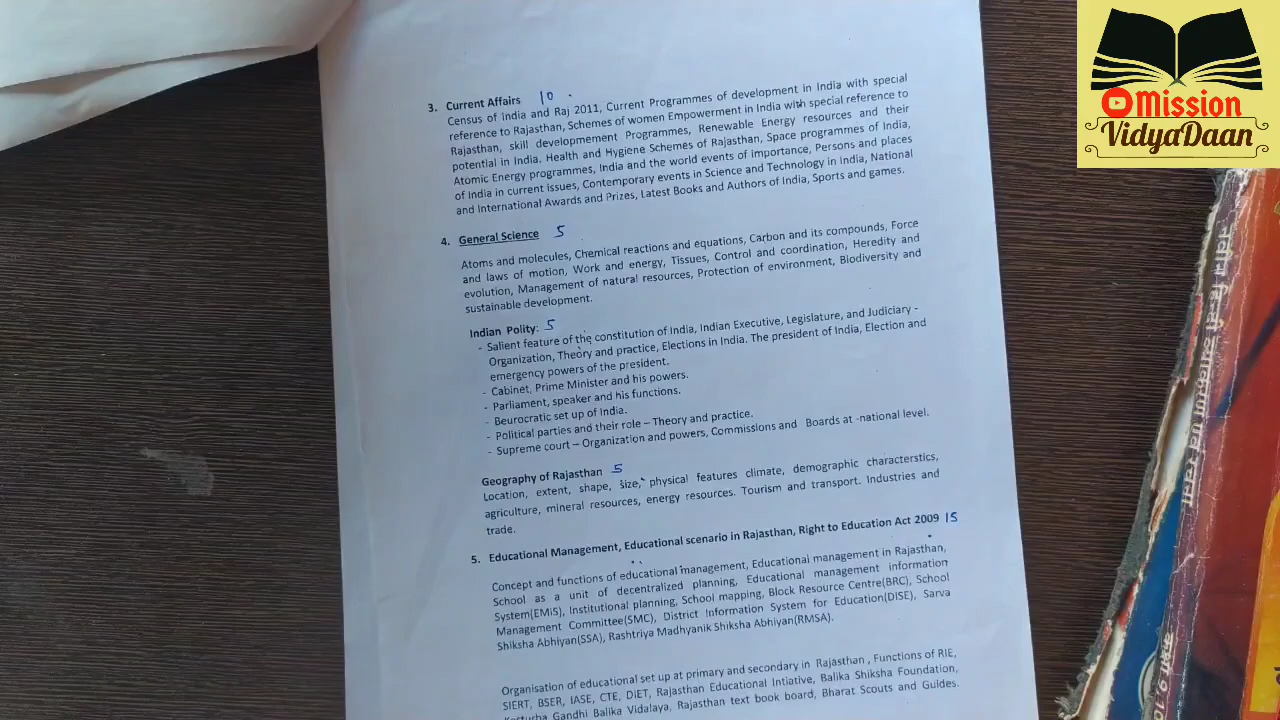 Mission
VidyaDaan
3. Current Affairs 10
Census of India and Raj 2011, Current Programmes of development in India with special
reference to Rajasthan, Schemes of women Empowerment in India with special reference to
Rajasthan, skill developmement Programmes, Renewable Energy resources and their
potential in India. Health and Hygiene Schemes of Rajasthan, Space programmes of India,
Atomic Energy programmes, India and the world events of importance, Persons and places
of India in current issues, Contemporary events in Science and Technology in India, National
and International Awards and Prizes, Latest Books and Authors of India, Sports and games.
4. General Science 5
Atoms and molecules, Chemical reactions and equations, Carbon and its compounds, Force
and laws of motion, Work and energy, Tissues, Control and coordination, Heredity and
evolution, Management of natural resources, Protection of environment, Biodiversity and
sustainable development.
Indian Polity: 5
- Salient feature of the constitution of India, Indian Executive, Legislature, and Judiciary -
Organization, Theory and practice, Elections in India. The president of India, Election and
emergency powers of the president.
- Cabinet, Prime Minister and his powers.
- Parliament, speaker and his functions.
- Beurocratic set up of India.
- Political parties and their role – Theory and practice.
- Supreme court – Organization and powers, Commissions and Boards at -national level.
Geography of Rajasthan 5
Location, extent, shape, size, physical features climate, demographic characterstics,
agriculture, mineral resources, energy resources. Tourism and transport. Industries and
trade.
5. Educational Management, Educational scenario in Rajasthan, Right to Education Act 2009 15
Concept and functions of educational management, Educational management in Rajasthan,
School as a unit of decentralized planning, Educational management information
System(EMiS), Institutional planning, School mapping, Block Resource Centre(BRC), School
Management Committee(SMC), District Information System for Education(DISE), Sarva
Shiksha Abhiyan(SSA), Rashtriya Madhyanik Shiksha Abhiyan(RMSA).
Organisation of educational set up at primary and secondary in Rajasthan , Functions of RIE,
SIERT, BSER, IASE, CTE, DIET, Rajasthan Educational Intiative, Balika Shiksha Foundation,
Kasturba Gandhi Balika Vidalaya, Rajasthan text book board, Bharat Scouts and Guides.